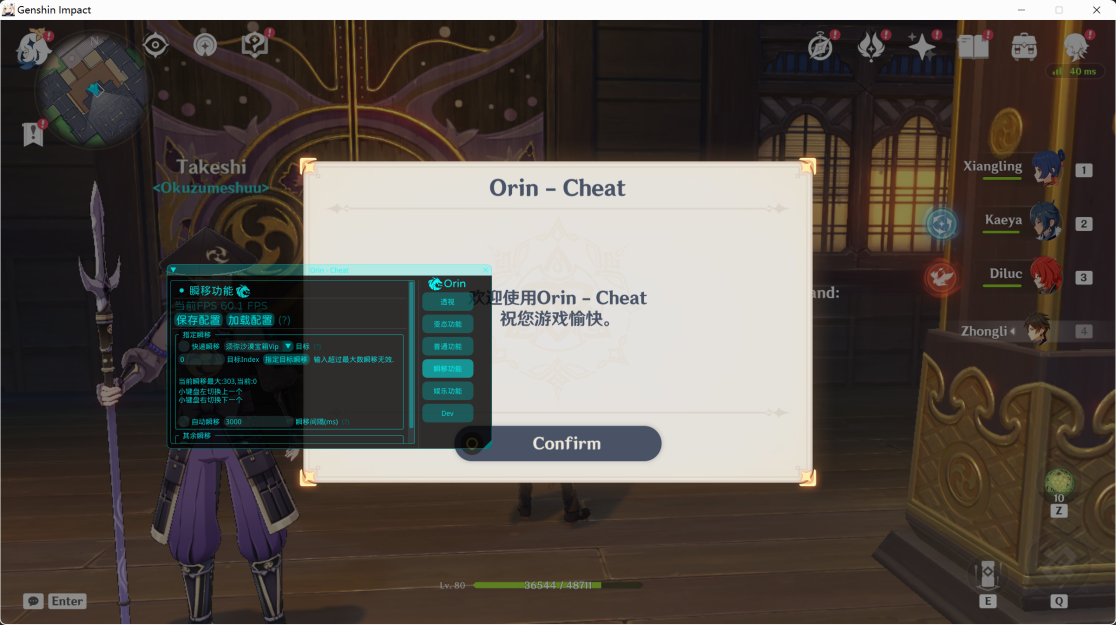 Genshin Impact
N
40 ms
Takeshi
<Okuzumeshuu>
Xiangling
1
Kaeya
2
Diluc
3
Zhongli
4
Orin - Cheat
欢迎使用Orin - Cheat
祝您游戏愉快。
Confirm
and:
Orin - Cheat
瞬移功能
当前FPS 60.1 FPS
保存配置
加载配置
(?)
指定瞬移
快速瞬移
须弥沙漠宝箱Vip
目标
(?)
0
目标Index
指定目标瞬移
输入超过最大数瞬移无效.
当前瞬移最大:303,当前:0
小键盘左切换上一个
小键盘右切换下一个
自动瞬移
3000
瞬移间隔(ms)
(?)
其余瞬移
Orin
透视
变态功能
普通功能
瞬移功能
娱乐功能
Dev
10
Z
Lv. 80
36544 / 48711
Enter
E
Q